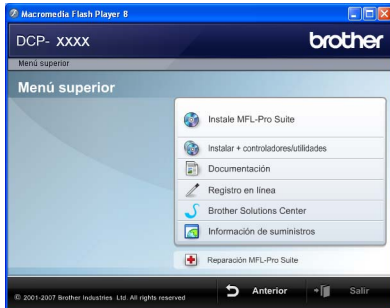 Macromedia Flash Player 8
DCP- XXXX
brother
Menú superior
Menú superior
Instale MFL-Pro Suite
Instalar + controladores/utilidades
Documentación
Registro en línea
Brother Solutions Center
Información de suministros
Reparación MFL-Pro Suite
© 2001-2007 Brother Industries Ltd. All rights reserved
Anterior
Salir